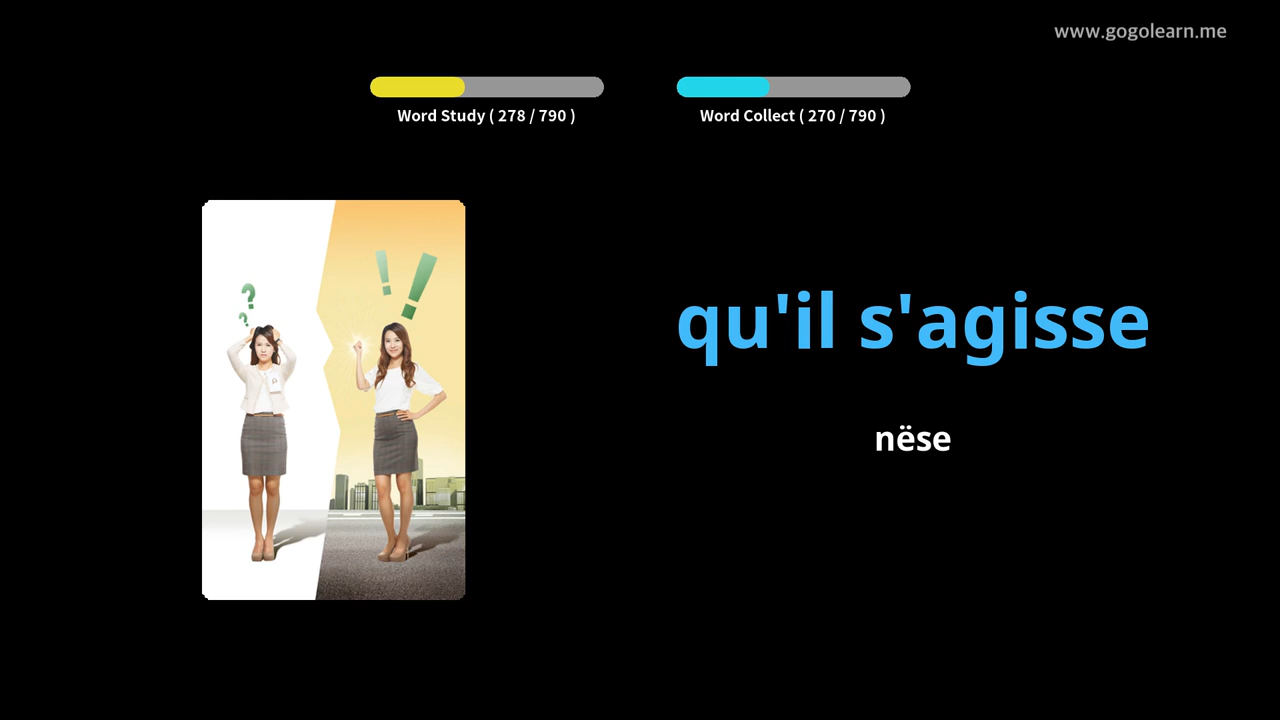 www.gogolearn.me
Word Study ( 278 / 790 )
Word Collect ( 270 / 790 )
? !!
?
qu'il s'agisse
nëse